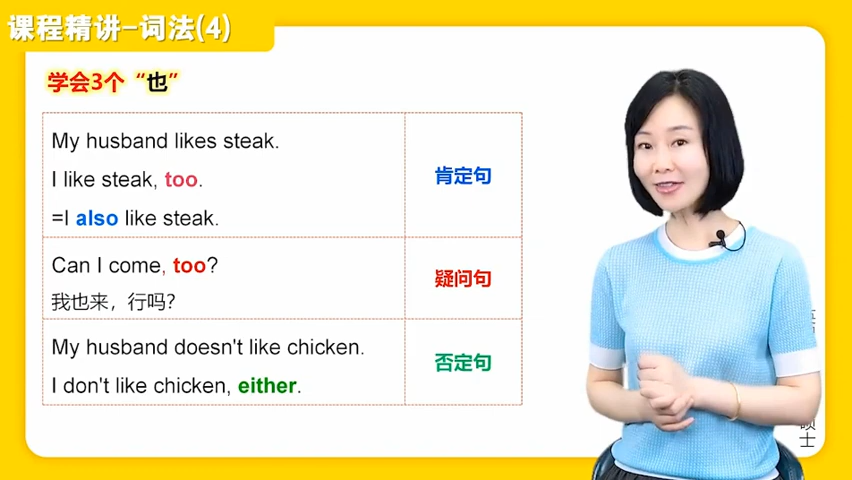 课程精讲-词法(4)
学会3个“也”
My husband likes steak.
I like steak, too.
=I also like steak.
肯定句
Can I come, too?
我也来，行吗？
疑问句
My husband doesn't like chicken.
I don't like chicken, either.
否定句
硕士